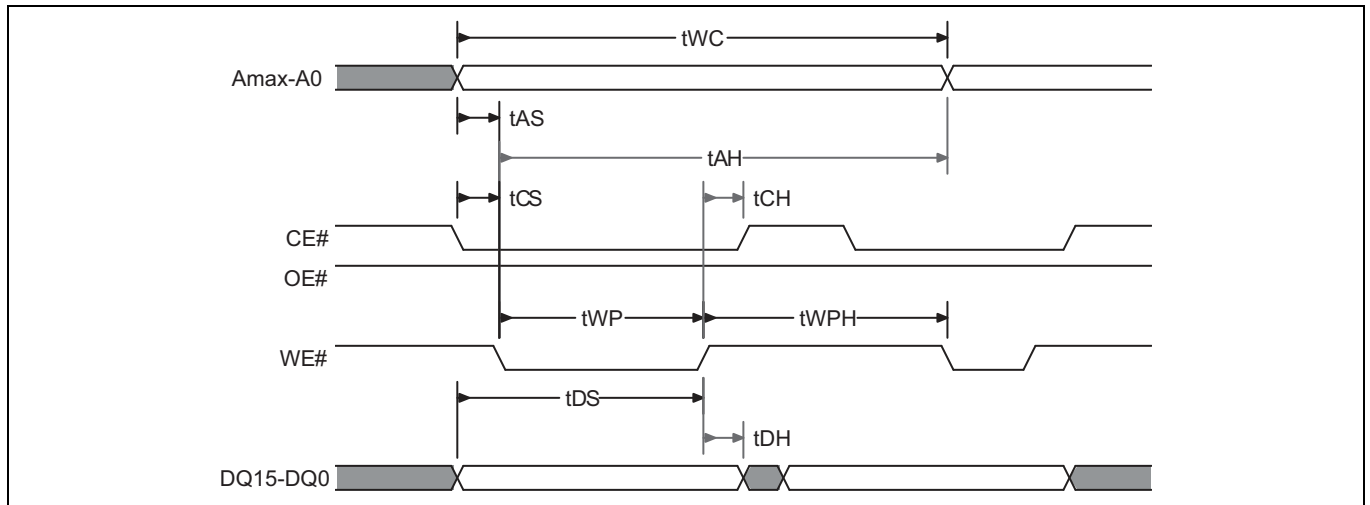 tWC
Amax-A0
tAS
tAH
tCS
tCH
CE#
OE#
tWP
tWPH
WE#
tDS
tDH
DQ15-DQ0